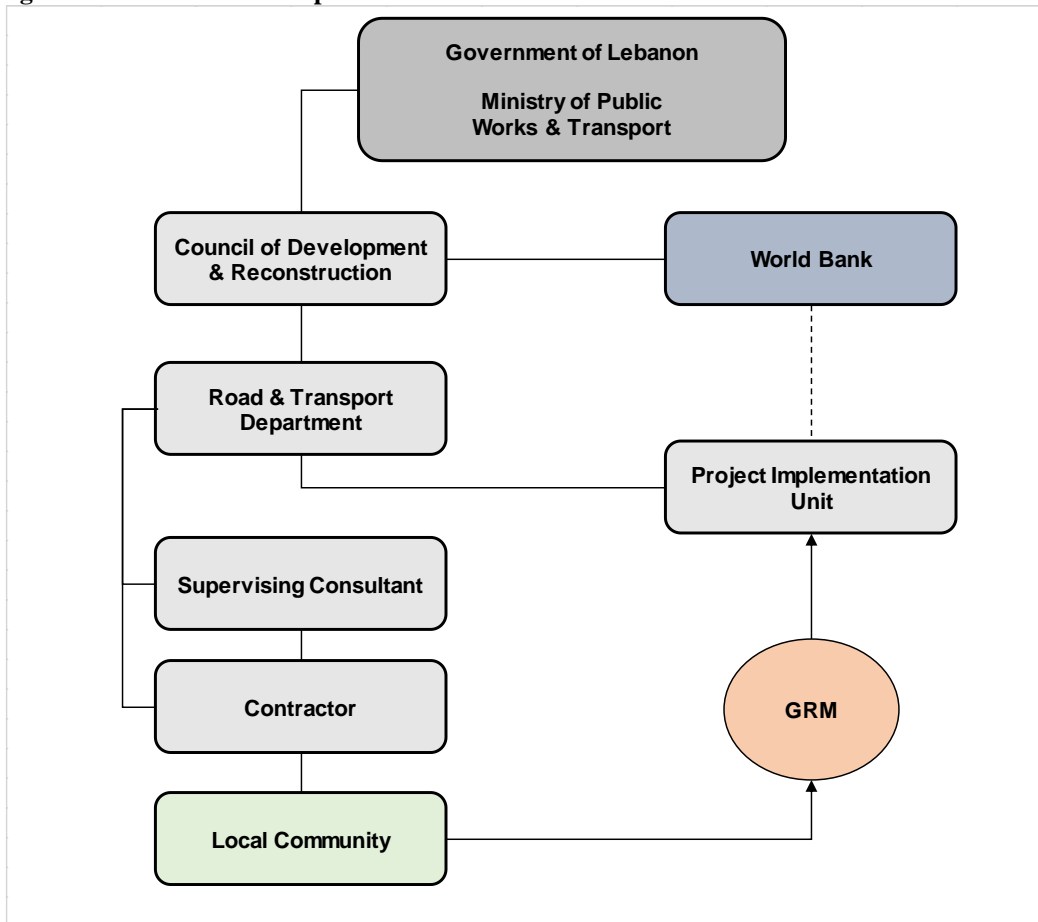 Government of Lebanon
Ministry of Public
Works & Transport
Council of Development
& Reconstruction
World Bank
Road & Transport
Department
Project Implementation
Unit
Supervising Consultant
Contractor
GRM
Local Community